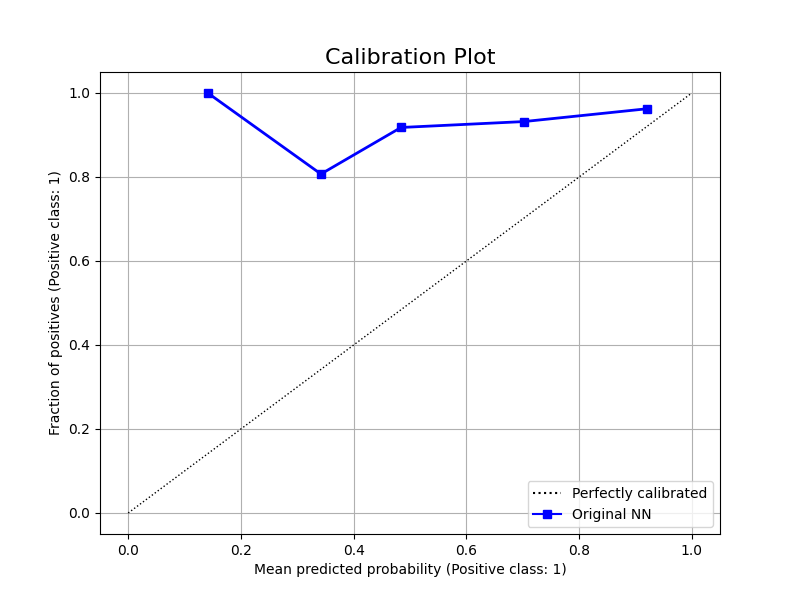 Calibration Plot
Fraction of positives (Positive class: 1)
1.0
0.8
0.6
0.4
0.2
0.0
Perfectly calibrated
Original NN
0.0 0.2 0.4 0.6 0.8 1.0
Mean predicted probability (Positive class: 1)